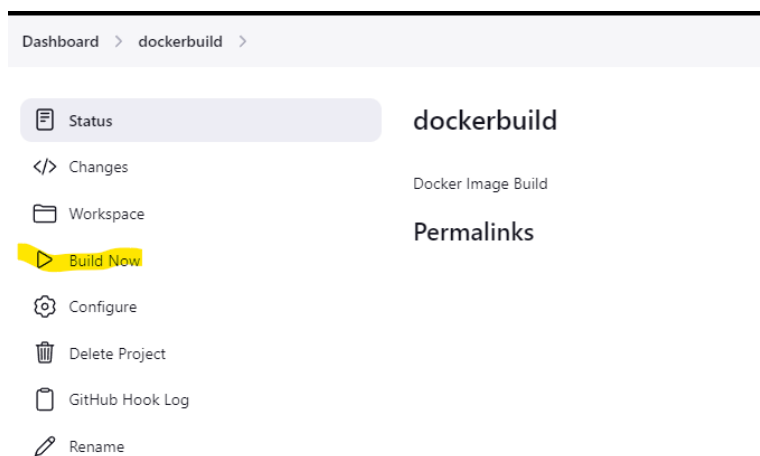 Dashboard > dockerbuild >
Status
Changes
Workspace
Build Now
Configure
Delete Project
GitHub Hook Log
Rename
dockerbuild
Docker Image Build
Permalinks